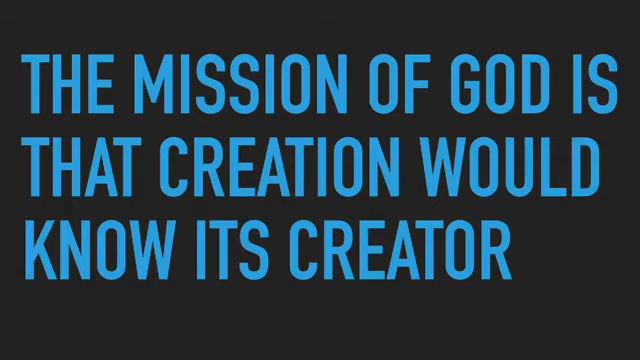 THE MISSION OF GOD IS
THAT CREATION WOULD
KNOW ITS CREATOR